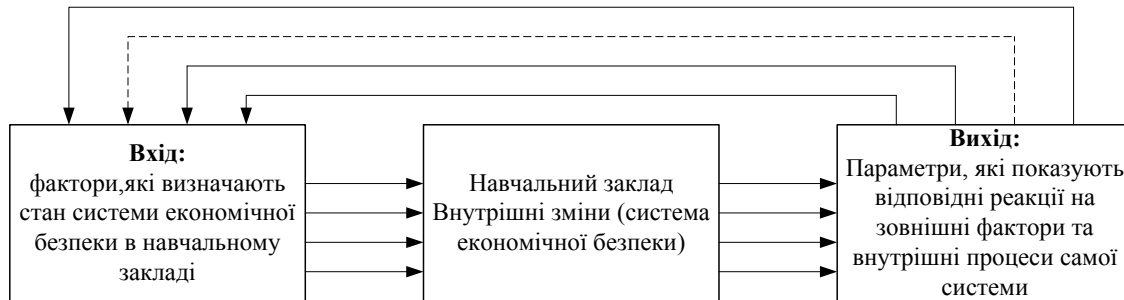 Вхід:
фактори,які визначають
стан системи економічної
безпеки в навчальному
закладі
Навчальний заклад
Внутрішні зміни (система
економічної безпеки)
Вихід:
Параметри, які показують
відповідні реакції на
зовнішні фактори та
внутрішні процеси самої
системи